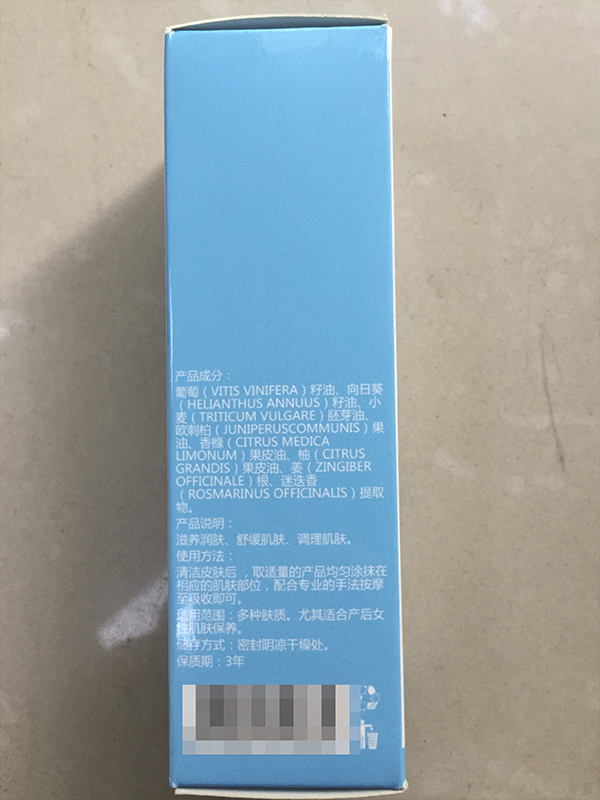 产品成分：
葡萄（VITIS VINIFERA）籽油、向日葵
（HELIANTHUS ANNUUS）籽油、小
麦（TRITICUM VULGARE）胚芽油、
欧刺柏（JUNIPERUSCOMMUNIS）果
油、香橼（CITRUS MEDICA
LIMONUM）果皮油、柚（CITRUS
GRANDIS）果皮油、姜（ZINGIBER
OFFICINALE）根、迷迭香
（ROSMARINUS OFFICINALIS）提取
物。
产品说明：
滋养润肤、舒缓肌肤、调理肌肤。
使用方法：
清洁皮肤后，取适量的产品均匀涂抹在
相应的肌肤部位，配合专业的手法按摩
至吸收即可。
适用范围：多种肤质。尤其适合产后女
性肌肤保养。
储存方式：密封阴凉干燥处。
保质期：3年